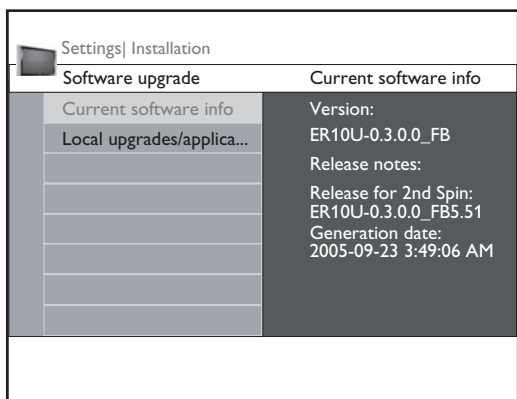 Settings| Installation
Software upgrade
Current software info
Current software info
Local upgrades/applica...
Version:
ER10U-0.3.0.0_FB
Release notes:
Release for 2nd Spin:
ER10U-0.3.0.0_FB5.51
Generation date:
2005-09-23 3:49:06 AM